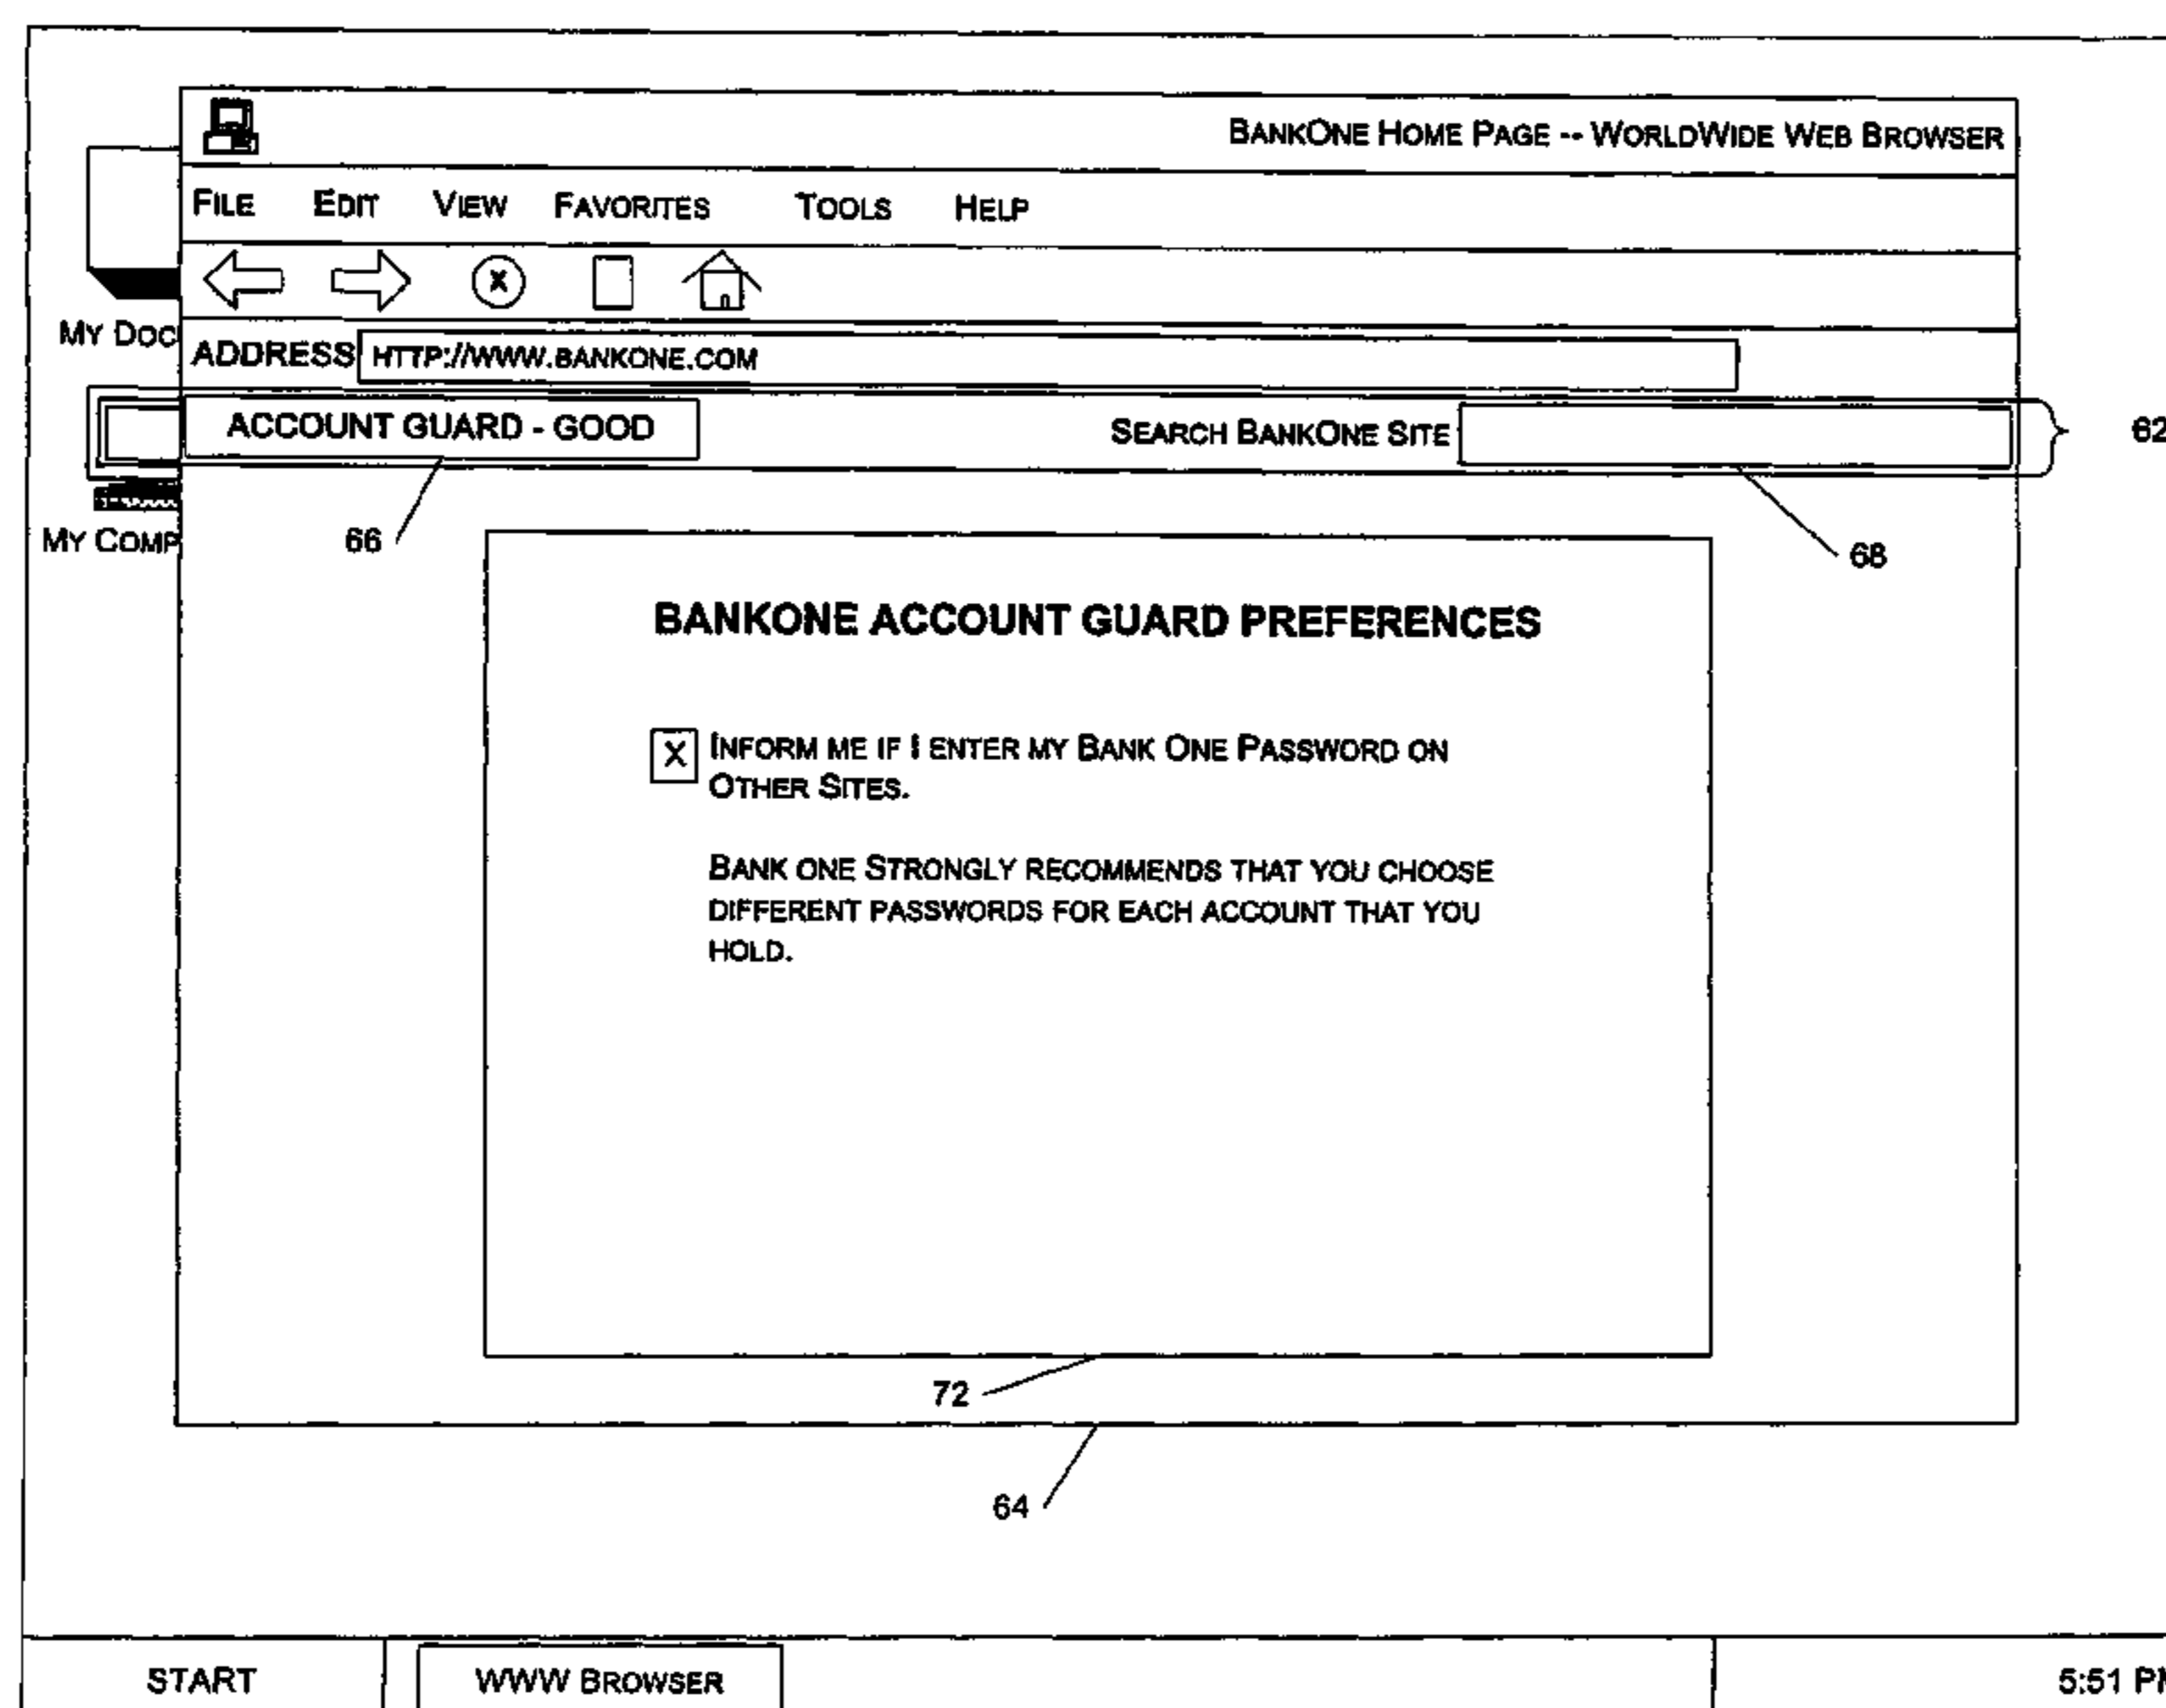 BANKONE HOME PAGE -- WORLDWIDE WEB BROWSER
FILE EDIT VIEW FAVORITES TOOLS HELP
X
MY DOC
ADDRESS HTTP://WWW.BANKONE.COM
ACCOUNT GUARD - GOOD SEARCH BANKONE SITE 62
MY COMP 66 68
BANKONE ACCOUNT GUARD PREFERENCES
X INFORM ME IF I ENTER MY BANK ONE PASSWORD ON
OTHER SITES.
BANK ONE STRONGLY RECOMMENDS THAT YOU CHOOSE
DIFFERENT PASSWORDS FOR EACH ACCOUNT THAT YOU
HOLD.
72
64
START WWW BROWSER 5:51 PM